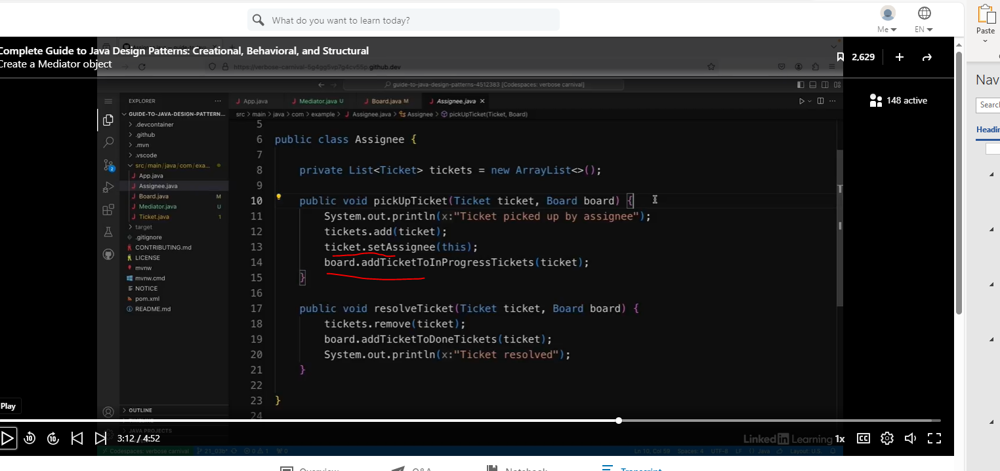 What do you want to learn today?
Me
EN
Paste
Complete Guide to Java Design Patterns: Creational, Behavioral, and Structural
Create a Mediator object
2,629
https://verbose-carnival-5g4gg5vp7g4cv55p.github.dev
guide-to-java-design-patterns-4512383 [Codespaces: verbose carnival]
148 active
Nav
Search
Headin
EXPLORER
GUIDE-TO-JAVA-DESIGN-PATTERN...
.devcontainer
.github
.mvn
.vscode
src/main/java/com/exa...
App.java
Assignee.java
Board.java M
Mediator.java U
Ticket.java 1
target
.gitignore
CONTRIBUTING.md
LICENSE
mvnw
mvnw.cmd
NOTICE
pom.xml
README.md
OUTLINE
TIMELINE
JAVA PROJECTS
App.java
Mediator.java U
Board.java M
Assignee.java
src > main > java > com > example > Assignee.java > Assignee > pickUpTicket(Ticket, Board)
5
6 public class Assignee {
7
8 private List<Ticket> tickets = new ArrayList<>();
9
10 public void pickUpTicket(Ticket ticket, Board board) {
11 System.out.println(x:"Ticket picked up by assignee");
12 tickets.add(ticket);
13 ticket.setAssignee(this);
14 board.addTicketToInProgressTickets(ticket);
15 }
16
17 public void resolveTicket(Ticket ticket, Board board) {
18 tickets.remove(ticket);
19 board.addTicketToDoneTickets(ticket);
20 System.out.println(x:"Ticket resolved");
21 }
22
23 }
24
Play
3:12 / 4:52
LinkedIn Learning
1x
CC
Codespaces: verbose carnival
21_03b*
0 1
0
Ln 10, Col 59
Spaces: 4
UTF-8
LF
Java
Layout: U.S.
Overview
Q&A
Notebook
Transcript